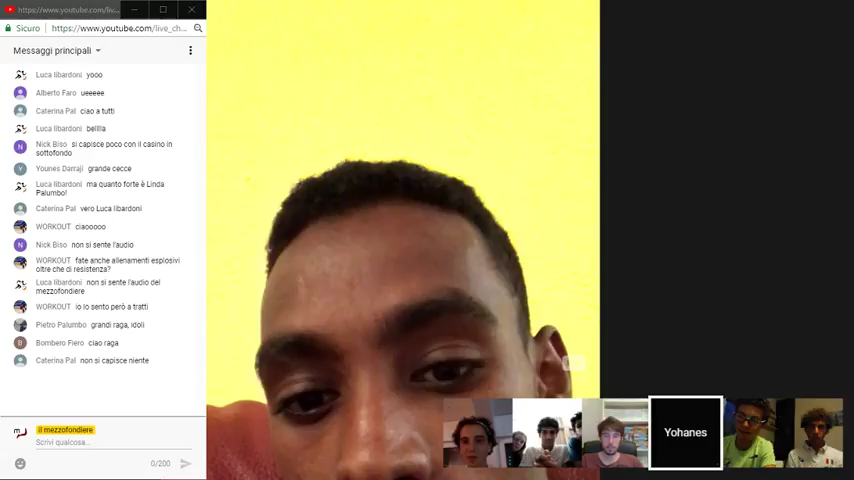 https://www.youtube.com/live_
Sicuro https://www.youtube.com/live_ch...
Messaggi principali
Luca libardoni yooo
Alberto Faro ueeeee
Caterina Pal ciao a tutti
Luca libardoni bellla
Nick Biso si capisce poco con il casino in
sottofondo
Younes Darraji grande cecce
Luca libardoni ma quanto forte è Linda
Palumbo!
Caterina Pal vero Luca libardoni
WORKOUT ciaoooo
Nick Biso non si sente l'audio
WORKOUT fate anche allenamenti esplosivi
oltre che di resistenza?
Luca libardoni non si sente l'audio del
mezzofondiere
WORKOUT io lo sento però a tratti
Pietro Palumbo grandi raga, idoli
Bombero Fiero ciao raga
Caterina Pal non si capisce niente
il mezzofondiere
Scrivi qualcosa...
0/200
Yohanes